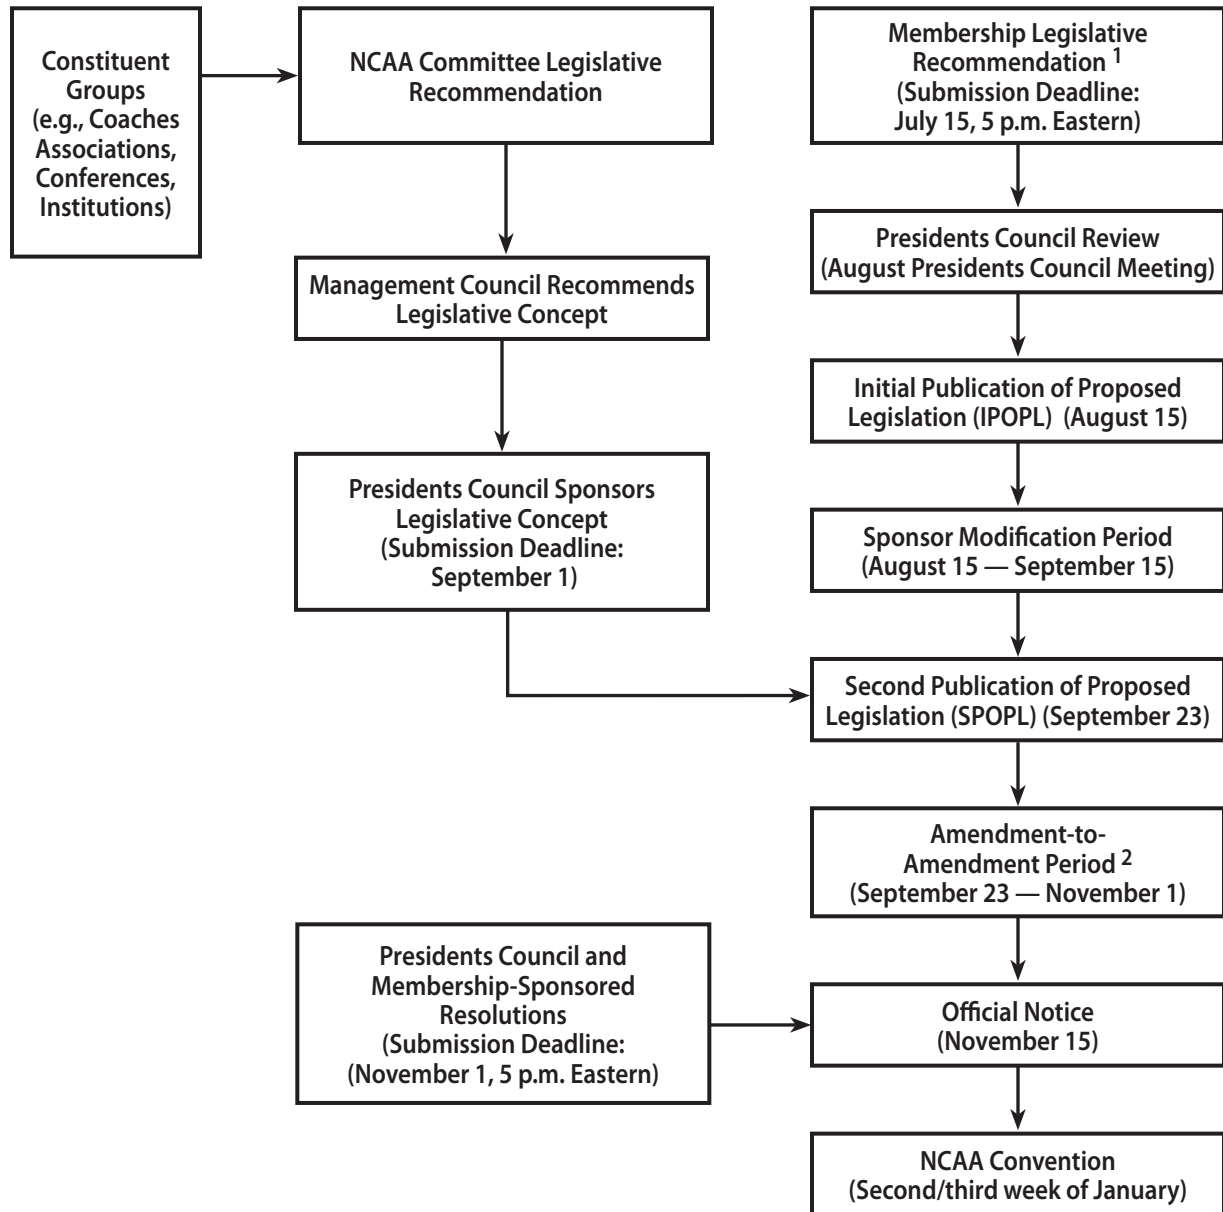 Constituent
Groups
(e.g., Coaches
Associations,
Conferences,
Institutions)
NCAA Committee Legislative
Recommendation
Management Council Recommends
Legislative Concept
Presidents Council Sponsors
Legislative Concept
(Submission Deadline:
September 1)
Membership Legislative
Recommendation 1
(Submission Deadline:
July 15, 5 p.m. Eastern)
Presidents Council Review
(August Presidents Council Meeting)
Initial Publication of Proposed
Legislation (IPOPL) (August 15)
Sponsor Modification Period
(August 15 — September 15)
Second Publication of Proposed
Legislation (SPOPL) (September 23)
Amendment-to-
Amendment Period 2
(September 23 — November 1)
Presidents Council and
Membership-Sponsored
Resolutions
(Submission Deadline:
(November 1, 5 p.m. Eastern)
Official Notice
(November 15)
NCAA Convention
(Second/third week of January)